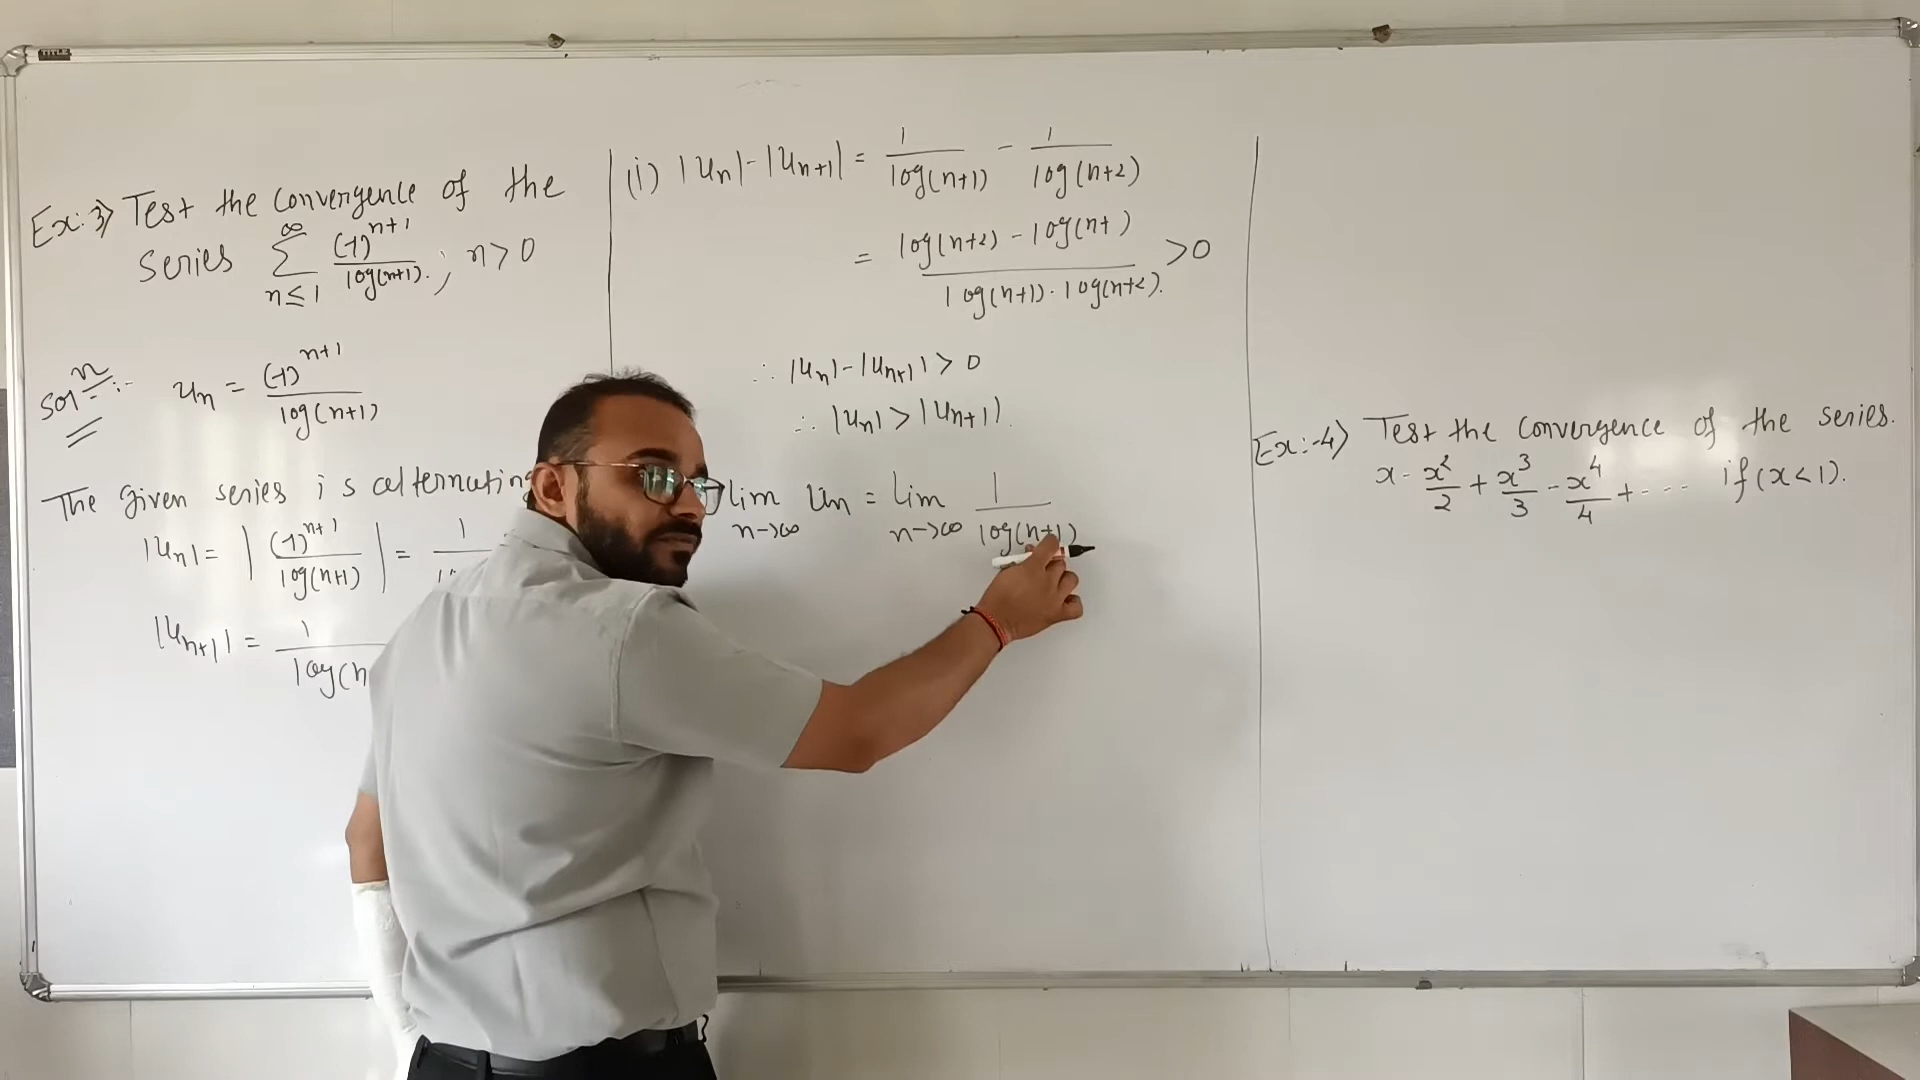 TITLE
Ex:3) Test the convergence of the
Series ∑_{n≤1}^{∞} (-1)^{n+1}/log(n+1). ; n>0
Solⁿ :-
u_n = (-1)^{n+1}/log(n+1)
The given series is alternating
|u_n| = |(-1)^{n+1}/log(n+1)| = 1/
|u_{n+1}| = 1/log(n
(i) |u_n| - |u_{n+1}| = 1/log(n+1) - 1/log(n+2)
= (log(n+2) - log(n+ ))/(log(n+1) · log(n+2)). >0
∴ |u_n| - |u_{n+1}| > 0
∴ |u_n| > |u_{n+1}|.
lim_{n→∞} u_n = lim_{n→∞} 1/log(n+1)
Ex:-4) Test the convergence of the series.
x - x²/2 + x³/3 - x⁴/4 + --- if (x<1).